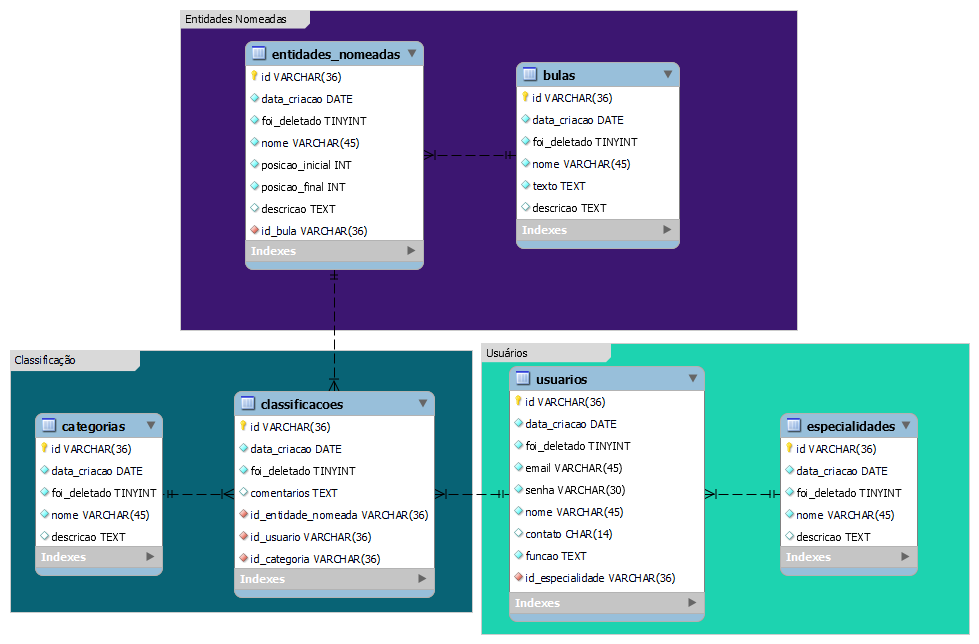 Entidades Nomeadas
entidades_nomeadas
id VARCHAR(36)
data_criacao DATE
foi_deletado TINYINT
nome VARCHAR(45)
posicao_inicial INT
posicao_final INT
descricao TEXT
id_bula VARCHAR(36)
Indexes
bulas
id VARCHAR(36)
data_criacao DATE
foi_deletado TINYINT
nome VARCHAR(45)
texto TEXT
descricao TEXT
Indexes
Classificação
categorias
id VARCHAR(36)
data_criacao DATE
foi_deletado TINYINT
nome VARCHAR(45)
descricao TEXT
Indexes
classificacoes
id VARCHAR(36)
data_criacao DATE
foi_deletado TINYINT
comentarios TEXT
id_entidade_nomeada VARCHAR(36)
id_usuario VARCHAR(36)
id_categoria VARCHAR(36)
Indexes
Usuários
usuarios
id VARCHAR(36)
data_criacao DATE
foi_deletado TINYINT
email VARCHAR(45)
senha VARCHAR(30)
nome VARCHAR(45)
contato CHAR(14)
funcao TEXT
id_especialidade VARCHAR(36)
Indexes
especialidades
id VARCHAR(36)
data_criacao DATE
foi_deletado TINYINT
nome VARCHAR(45)
descricao TEXT
Indexes